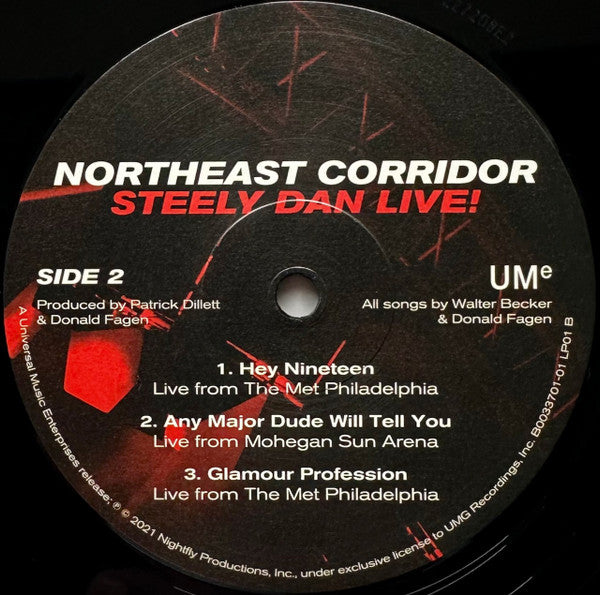 NORTHEAST CORRIDOR
STEELY DAN LIVE!
SIDE 2
Produced by Patrick Dillett
& Donald Fagen
UMe
All songs by Walter Becker
& Donald Fagen
1. Hey Nineteen
Live from The Met Philadelphia
2. Any Major Dude Will Tell You
Live from Mohegan Sun Arena
3. Glamour Profession
Live from The Met Philadelphia
A Universal Music Enterprises release, ℗ © 2021 Nightfly Productions, Inc., under exclusive license to UMG Recordings, Inc. B0033701-01 LP01 B